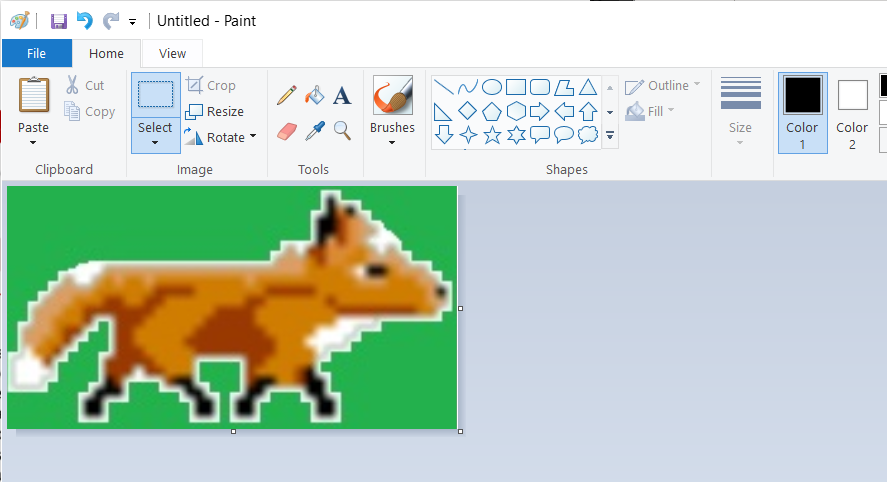 Untitled - Paint
File Home View
Paste
Clipboard
Cut
Copy
Select
Crop
Resize
Rotate
Image
A
Tools
Brushes
Outline
Fill
Shapes
Size
Color 1
Color 2